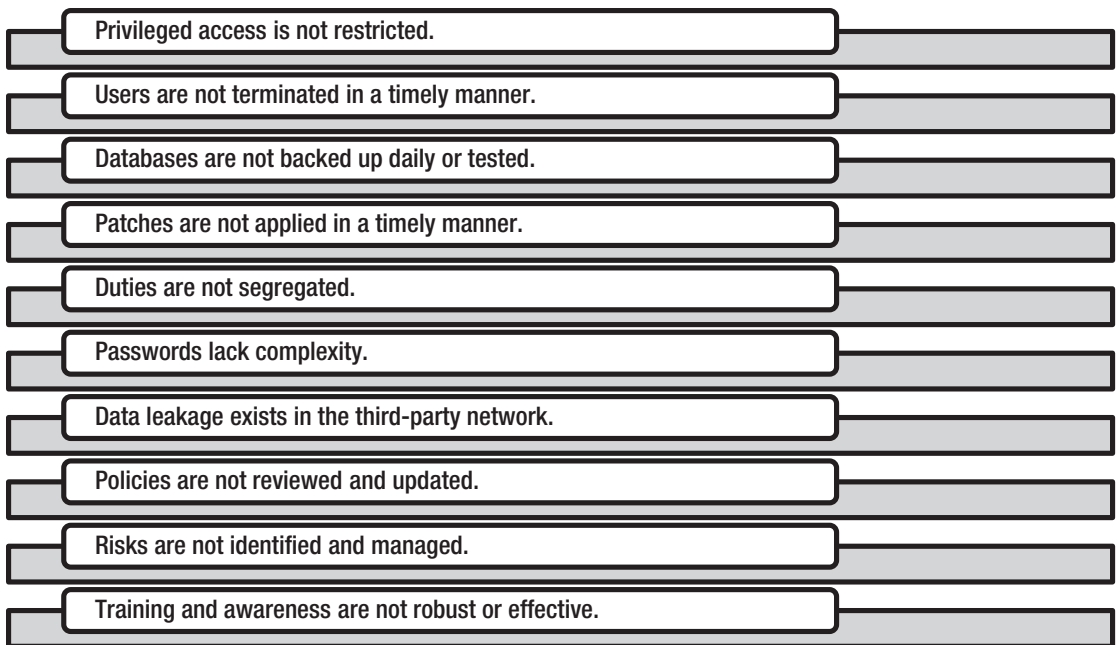 Privileged access is not restricted.
Users are not terminated in a timely manner.
Databases are not backed up daily or tested.
Patches are not applied in a timely manner.
Duties are not segregated.
Passwords lack complexity.
Data leakage exists in the third-party network.
Policies are not reviewed and updated.
Risks are not identified and managed.
Training and awareness are not robust or effective.